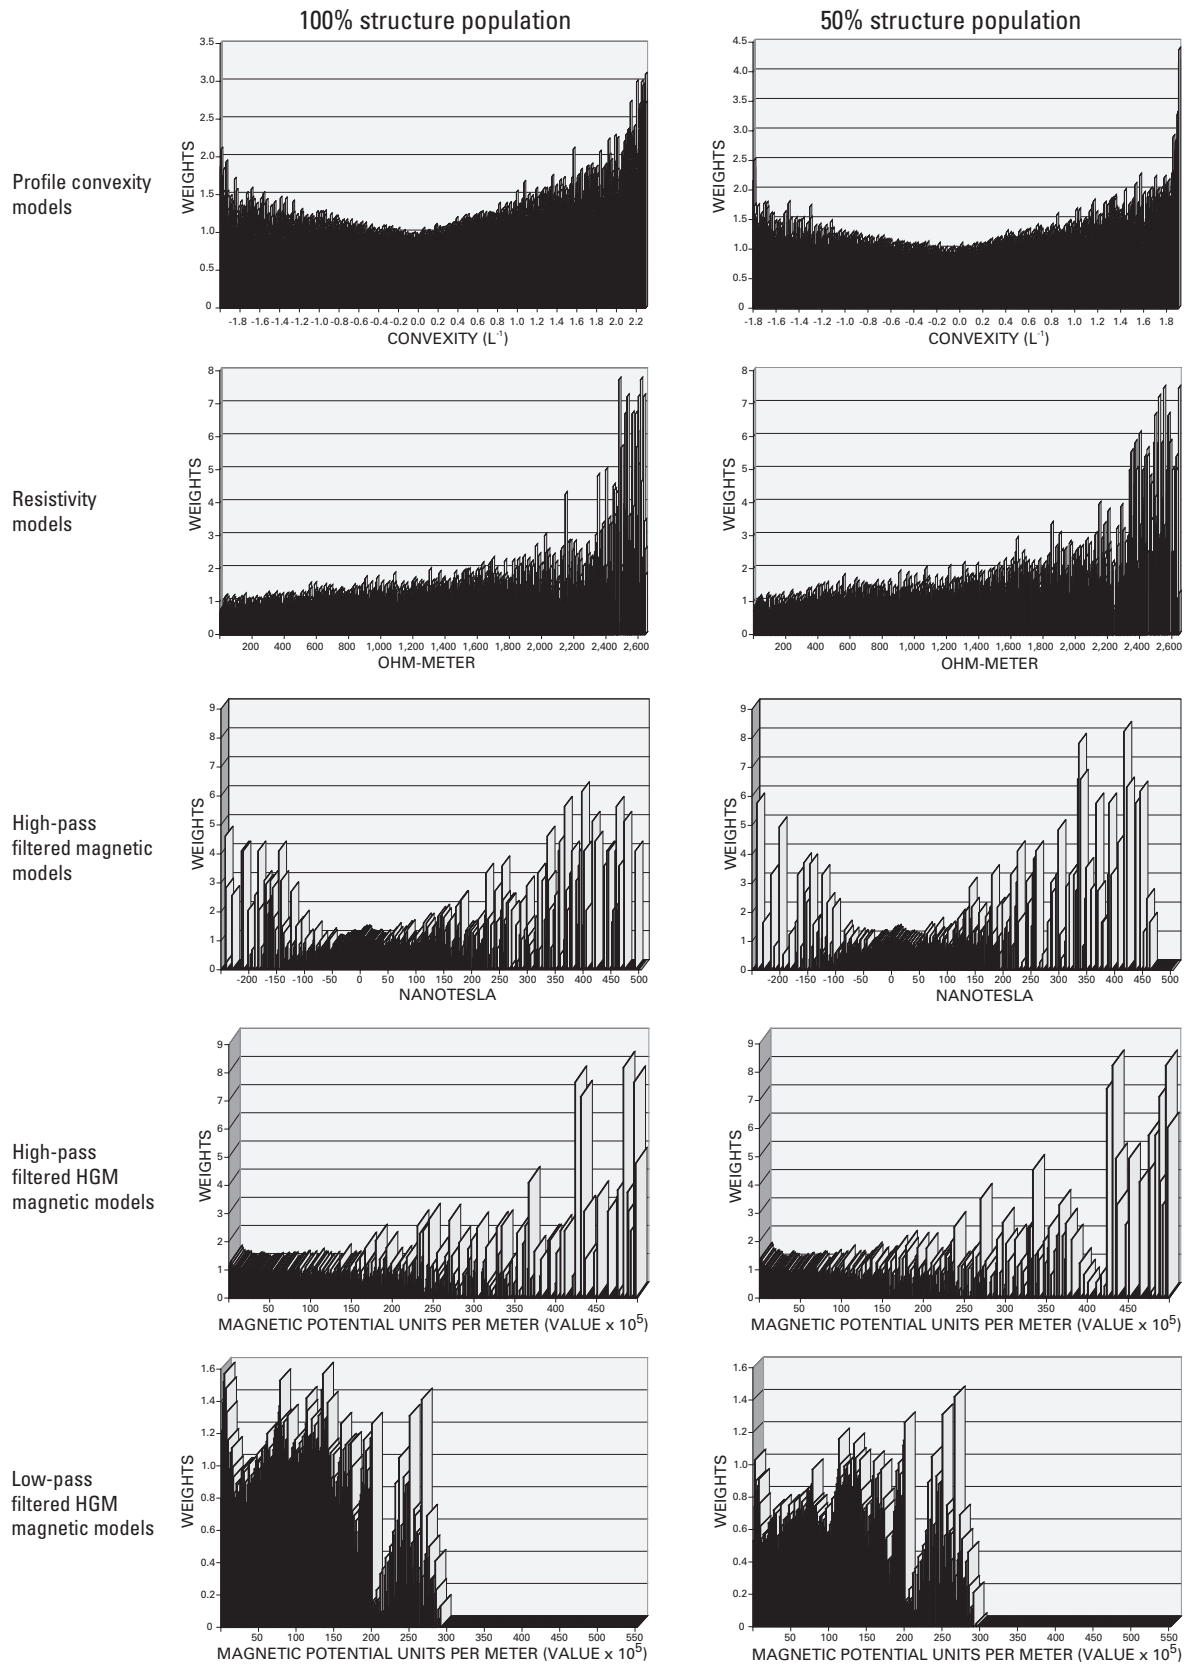 100% structure population
50% structure population
Profile convexity
models
WEIGHTS
3.5
3.0
2.5
2.0
1.5
1.0
0.5
0
-1.8 -1.6 -1.4 -1.2 -1.0 -0.8 -0.6 -0.4 -0.2 0.0 0.2 0.4 0.6 0.8 1.0 1.2 1.4 1.6 1.8 2.0 2.2
CONVEXITY (L⁻¹)
WEIGHTS
4.5
4.0
3.5
3.0
2.5
2.0
1.5
1.0
0.5
0
-1.8 -1.6 -1.4 -1.2 -1.0 -0.8 -0.6 -0.4 -0.2 0.0 0.2 0.4 0.6 0.8 1.0 1.2 1.4 1.6 1.8
CONVEXITY (L⁻¹)
Resistivity
models
WEIGHTS
8
7
6
5
4
3
2
1
0
200 400 600 800 1,000 1,200 1,400 1,600 1,800 2,000 2,200 2,400 2,600
OHM-METER
WEIGHTS
8
7
6
5
4
3
2
1
0
200 400 600 800 1,000 1,200 1,400 1,600 1,800 2,000 2,200 2,400 2,600
OHM-METER
High-pass
filtered magnetic
models
WEIGHTS
9
8
7
6
5
4
3
2
1
0
-200 -150 -100 -50 0 50 100 150 200 250 300 350 400 450 500
NANOTESLA
WEIGHTS
9
8
7
6
5
4
3
2
1
0
-200 -150 -100 -50 0 50 100 150 200 250 300 350 400 450 500
NANOTESLA
High-pass
filtered HGM
magnetic models
WEIGHTS
9
8
7
6
5
4
3
2
1
0
50 100 150 200 250 300 350 400 450
MAGNETIC POTENTIAL UNITS PER METER (VALUE x 10⁵)
WEIGHTS
9
8
7
6
5
4
3
2
1
0
50 100 150 200 250 300 350 400 450
MAGNETIC POTENTIAL UNITS PER METER (VALUE x 10⁵)
Low-pass
filtered HGM
magnetic models
WEIGHTS
1.6
1.4
1.2
1.0
0.8
0.6
0.4
0.2
0
50 100 150 200 250 300 350 400 450 500 550
MAGNETIC POTENTIAL UNITS PER METER (VALUE x 10⁵)
WEIGHTS
1.6
1.4
1.2
1.0
0.8
0.6
0.4
0.2
0
50 100 150 200 250 300 350 400 450 500 550
MAGNETIC POTENTIAL UNITS PER METER (VALUE x 10⁵)